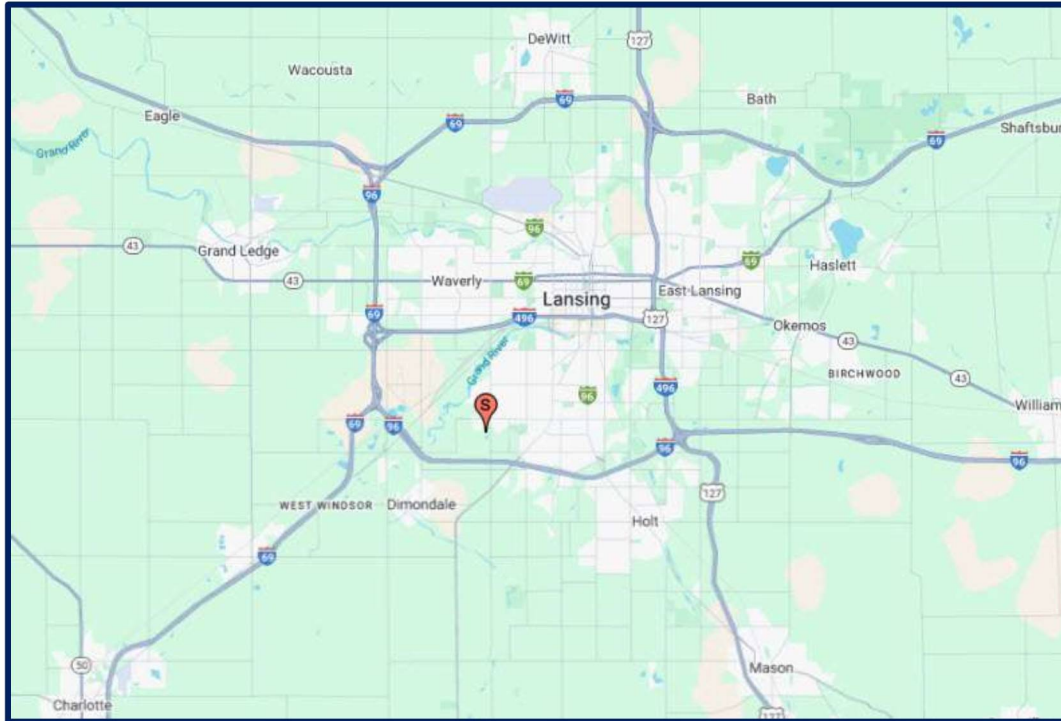 DeWitt
127
Wacousta
69
Bath
Eagle
69
Shaftsbur
69
Grand River
96
96
43
Grand Ledge
69
Haslett
Waverly
69
East Lansing
43
Lansing
69
496
127
Okemos
43
Grand River
BIRCHWOOD
43
496
96
William
S
69
96
96
96
127
WEST WINDSOR
Dimondale
Holt
69
50
Mason
Charlotte
127